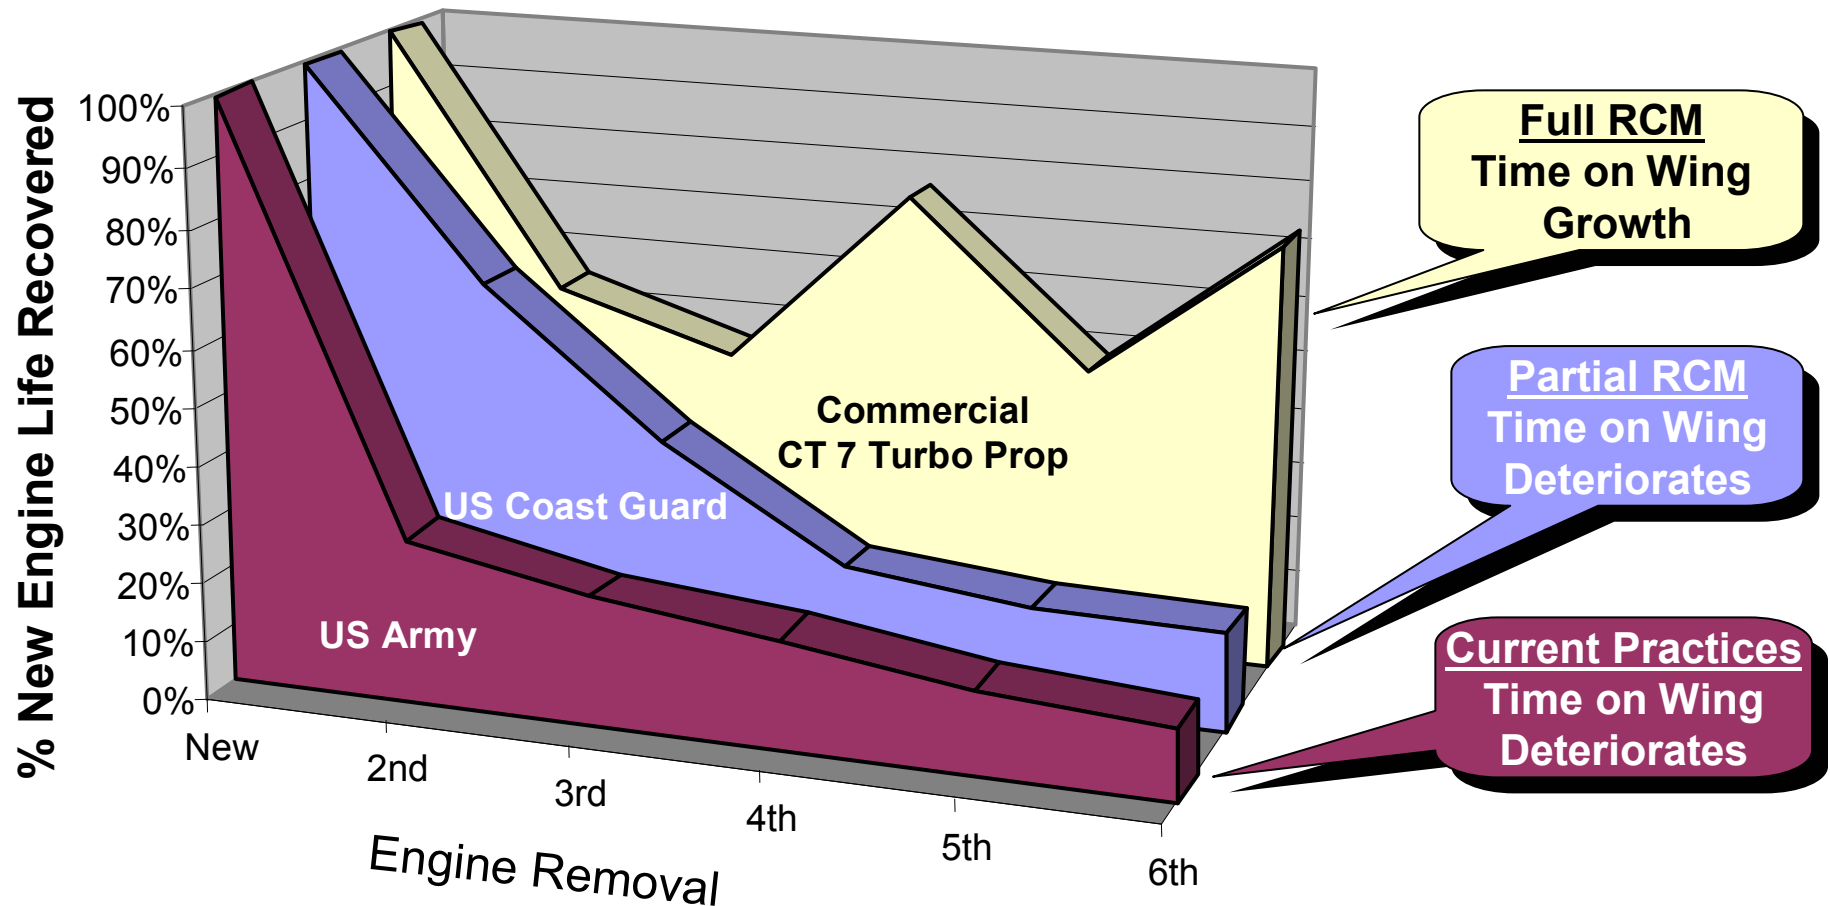 % New Engine Life Recovered
100%
90%
80%
70%
60%
50%
40%
30%
20%
10%
0%
New
2nd
3rd
4th
5th
6th
Engine Removal
US Army
US Coast Guard
Commercial
CT 7 Turbo Prop
Full RCM
Time on Wing
Growth
Partial RCM
Time on Wing
Deteriorates
Current Practices
Time on Wing
Deteriorates